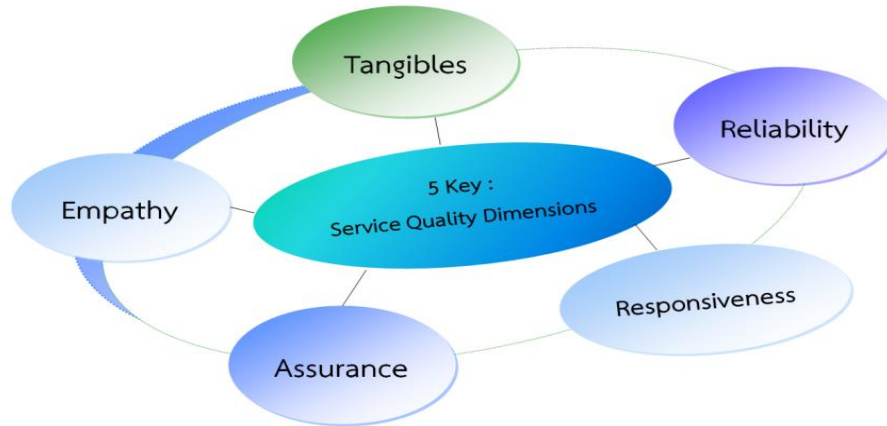 Tangibles
Reliability
5 Key :
Service Quality Dimensions
Empathy
Responsiveness
Assurance